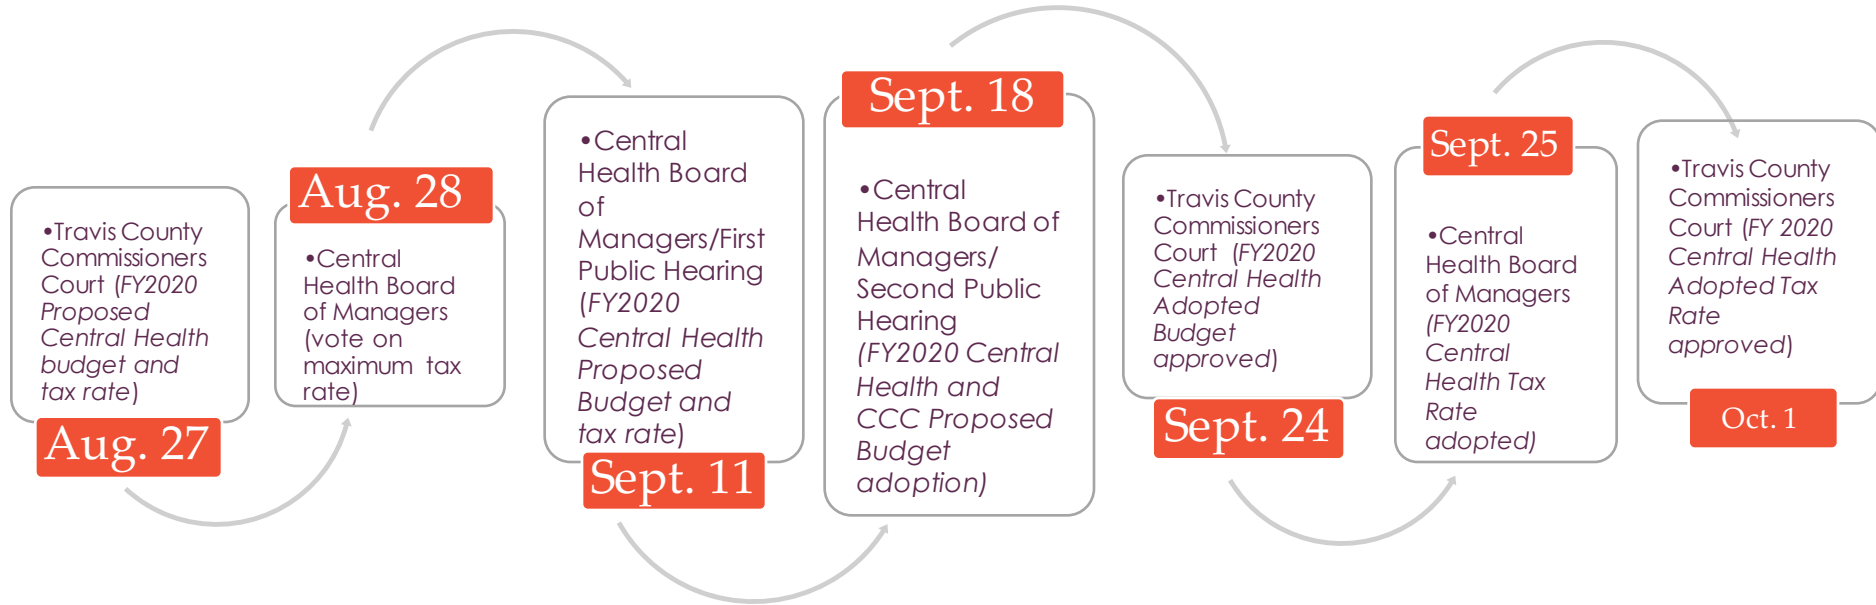 •Travis County
Commissioners
Court (FY2020
Proposed
Central Health
budget and
tax rate)
Aug. 27
Aug. 28
•Central
Health Board
of Managers
(vote on
maximum tax
rate)
•Central
Health Board
of
Managers/First
Public Hearing
(FY2020
Central Health
Proposed
Budget and
tax rate)
Sept. 11
Sept. 18
•Central
Health Board of
Managers/
Second Public
Hearing
(FY2020 Central
Health and
CCC Proposed
Budget
adoption)
•Travis County
Commissioners
Court (FY2020
Central Health
Adopted
Budget
approved)
Sept. 24
Sept. 25
•Central
Health Board
of Managers
(FY2020
Central
Health Tax
Rate
adopted)
•Travis County
Commissioners
Court (FY 2020
Central Health
Adopted Tax
Rate
approved)
Oct. 1